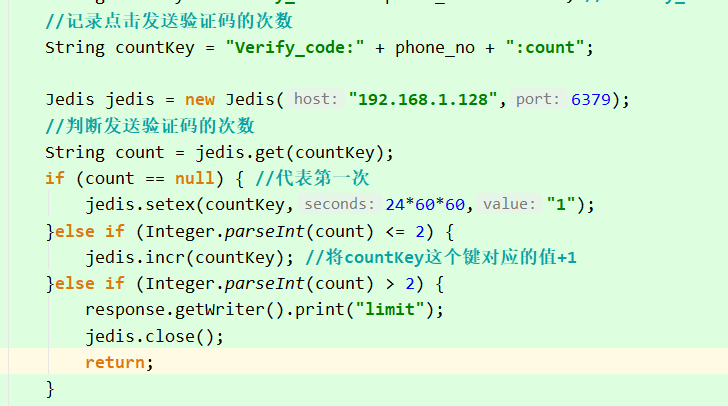 //记录点击发送验证码的次数
String countKey = "Verify_code:" + phone_no + ":count";
Jedis jedis = new Jedis( host: "192.168.1.128", port: 6379);
//判断发送验证码的次数
String count = jedis.get(countKey);
if (count == null) { //代表第一次
jedis.setex(countKey, seconds: 24*60*60, value: "1");
}else if (Integer.parseInt(count) <= 2) {
jedis.incr(countKey); //将countKey这个键对应的值+1
}else if (Integer.parseInt(count) > 2) {
response.getWriter().print("limit");
jedis.close();
return;
}